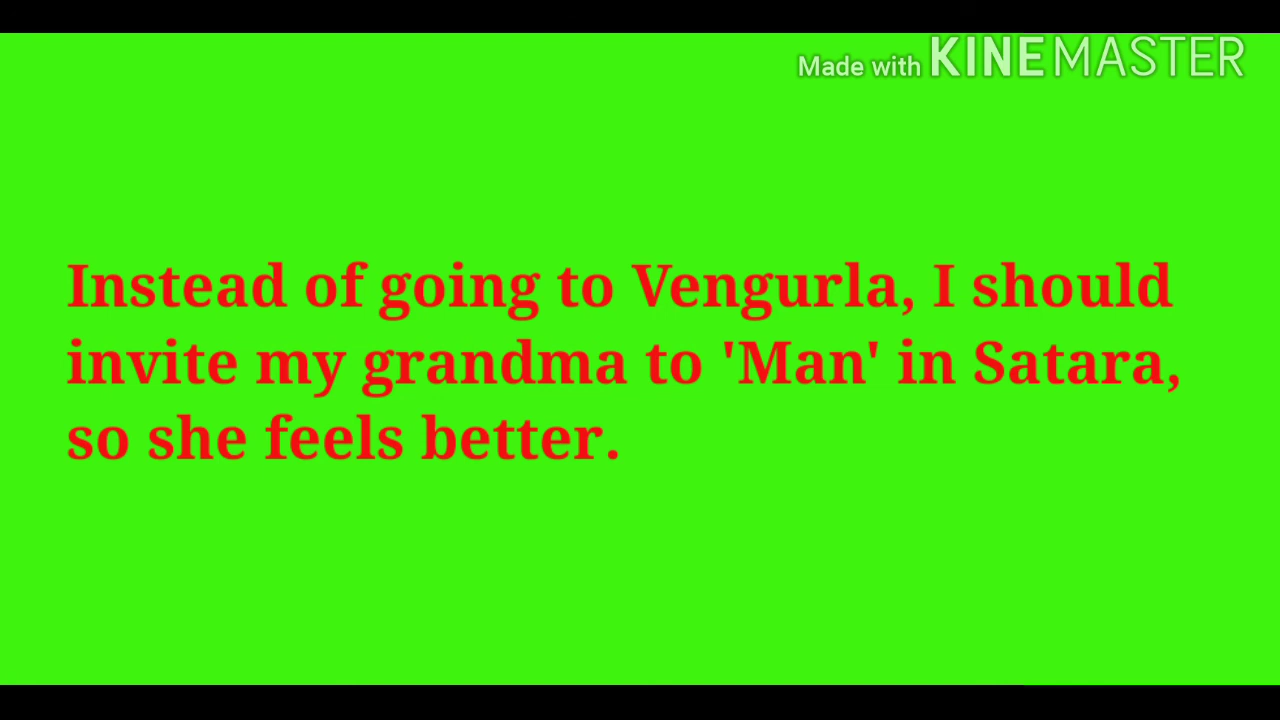 Made with KINEMASTER
Instead of going to Vengurla, I should
invite my grandma to 'Man' in Satara,
so she feels better.